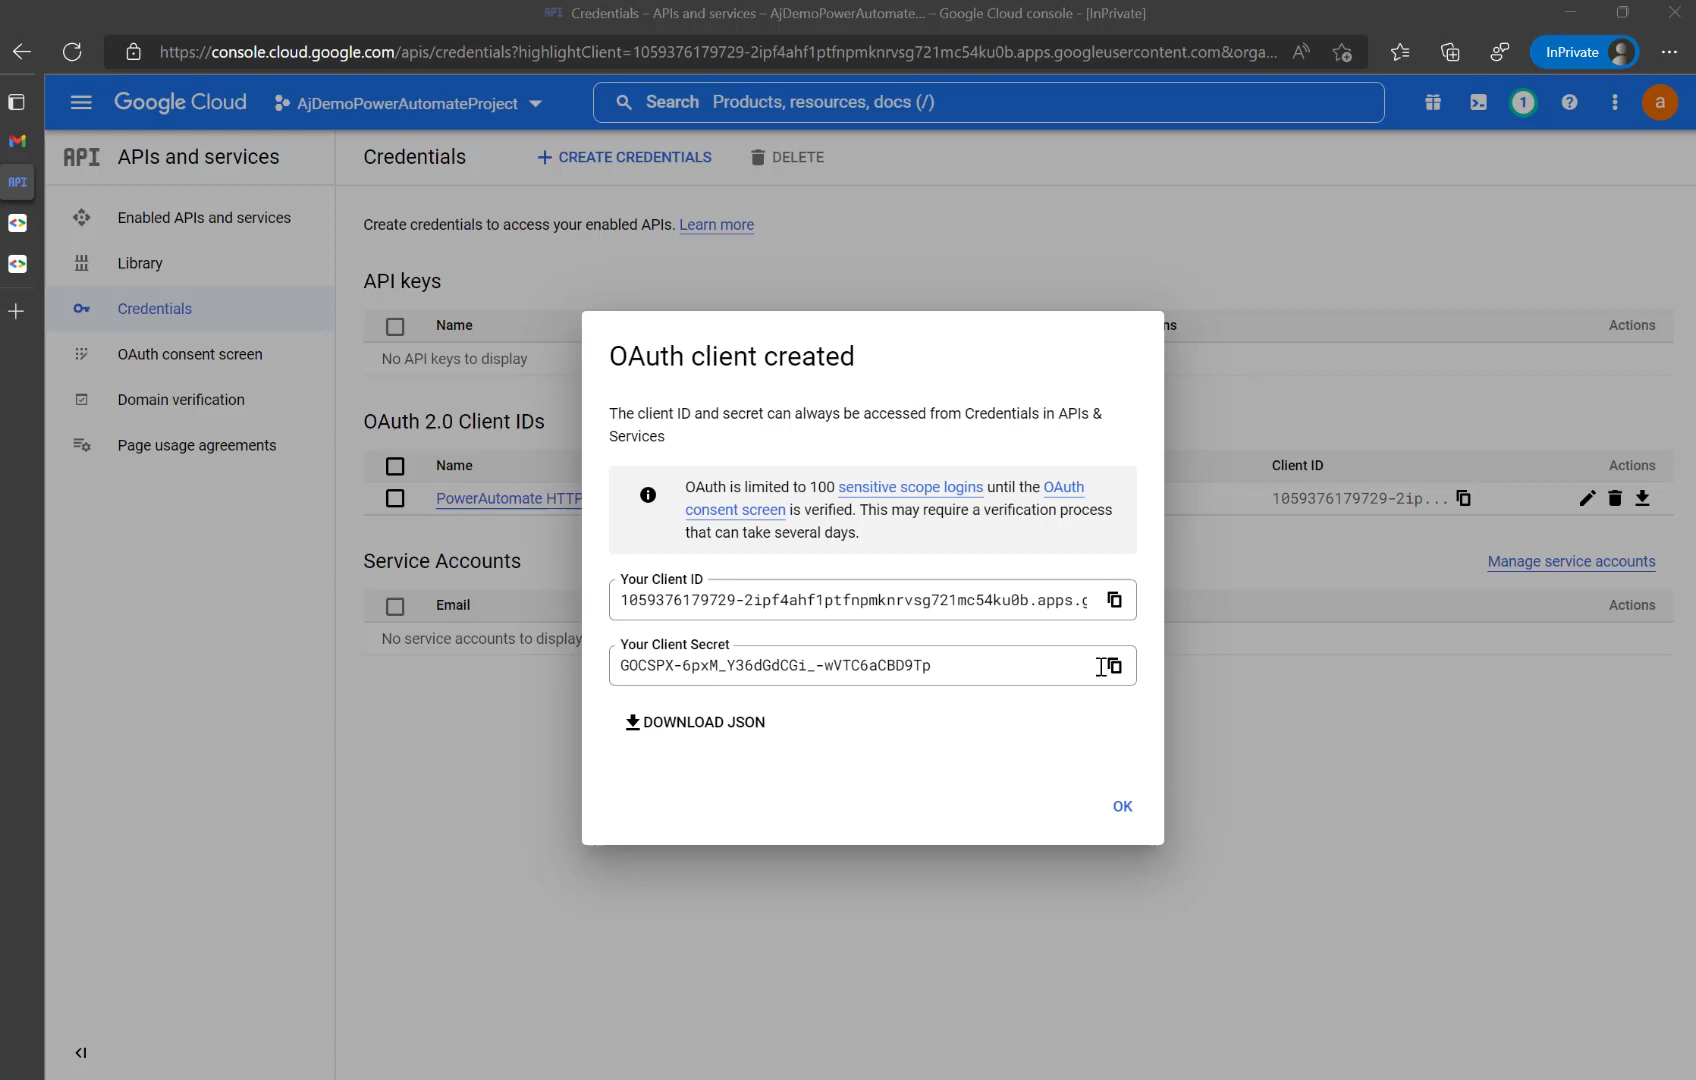 API Credentials – APIs and services – AjDemoPowerAutomate... – Google Cloud console - [InPrivate]
https://console.cloud.google.com/apis/credentials?highlightClient=1059376179729-2ipf4ahf1ptfnpmknrvsg721mc54ku0b.apps.googleusercontent.com&orga...
InPrivate
Google Cloud
AjDemoPowerAutomateProject
Search Products, resources, docs (/)
1
a
API APIs and services
Credentials
+ CREATE CREDENTIALS
DELETE
API
Enabled APIs and services
Library
Credentials
OAuth consent screen
Domain verification
Page usage agreements
Create credentials to access your enabled APIs. Learn more
API keys
Name
ns
Actions
No API keys to display
OAuth 2.0 Client IDs
Name
Client ID
Actions
PowerAutomate HTTP
1059376179729-2ip...
Service Accounts
Manage service accounts
Email
Actions
No service accounts to display
OAuth client created
The client ID and secret can always be accessed from Credentials in APIs &
Services
OAuth is limited to 100 sensitive scope logins until the OAuth
consent screen is verified. This may require a verification process
that can take several days.
Your Client ID
1059376179729-2ipf4ahf1ptfnpmknrvsg721mc54ku0b.apps.g
Your Client Secret
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
DOWNLOAD JSON
OK